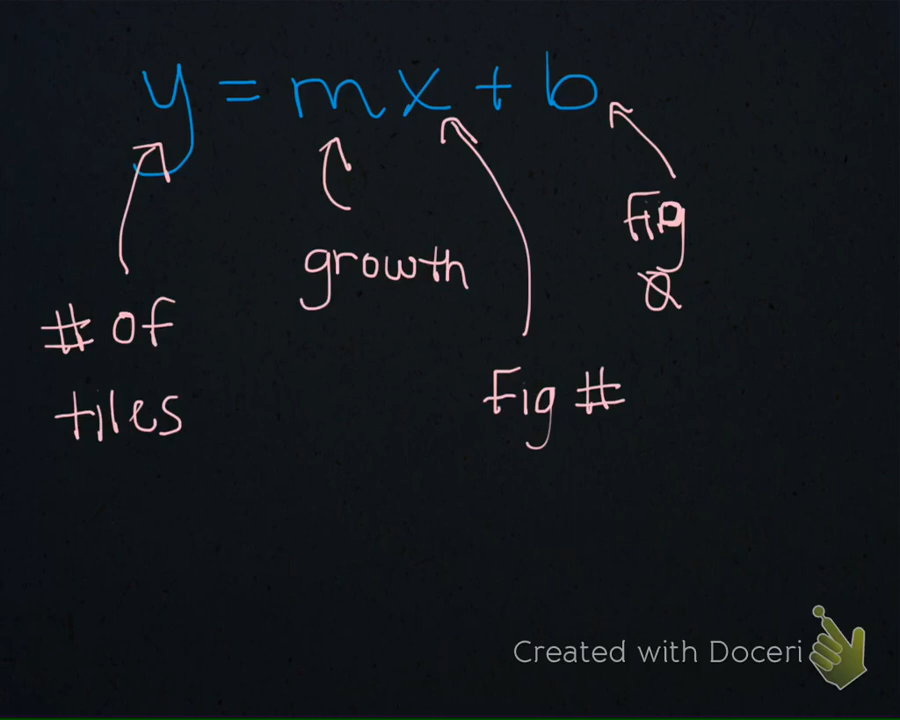 y = mx + b
growth
Fig
0
# of
tiles
Fig #
Created with Doceri